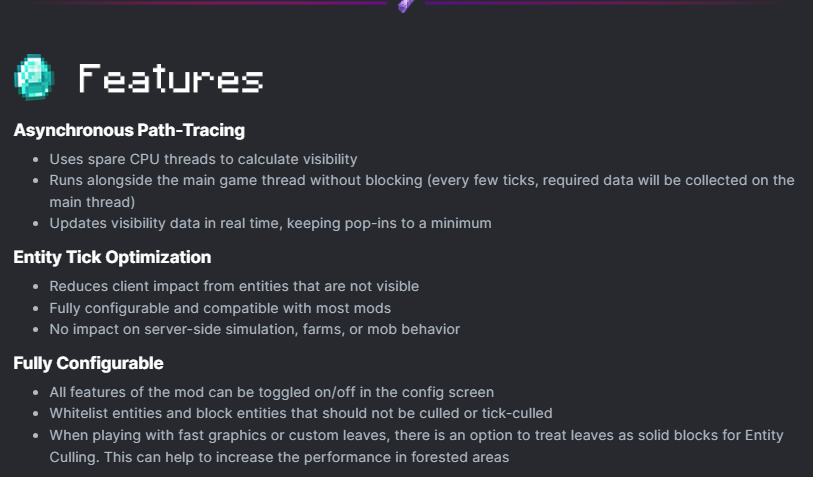 Features
Asynchronous Path-Tracing
Uses spare CPU threads to calculate visibility
Runs alongside the main game thread without blocking (every few ticks, required data will be collected on the
main thread)
Updates visibility data in real time, keeping pop-ins to a minimum
Entity Tick Optimization
Reduces client impact from entities that are not visible
Fully configurable and compatible with most mods
No impact on server-side simulation, farms, or mob behavior
Fully Configurable
All features of the mod can be toggled on/off in the config screen
Whitelist entities and block entities that should not be culled or tick-culled
When playing with fast graphics or custom leaves, there is an option to treat leaves as solid blocks for Entity
Culling. This can help to increase the performance in forested areas